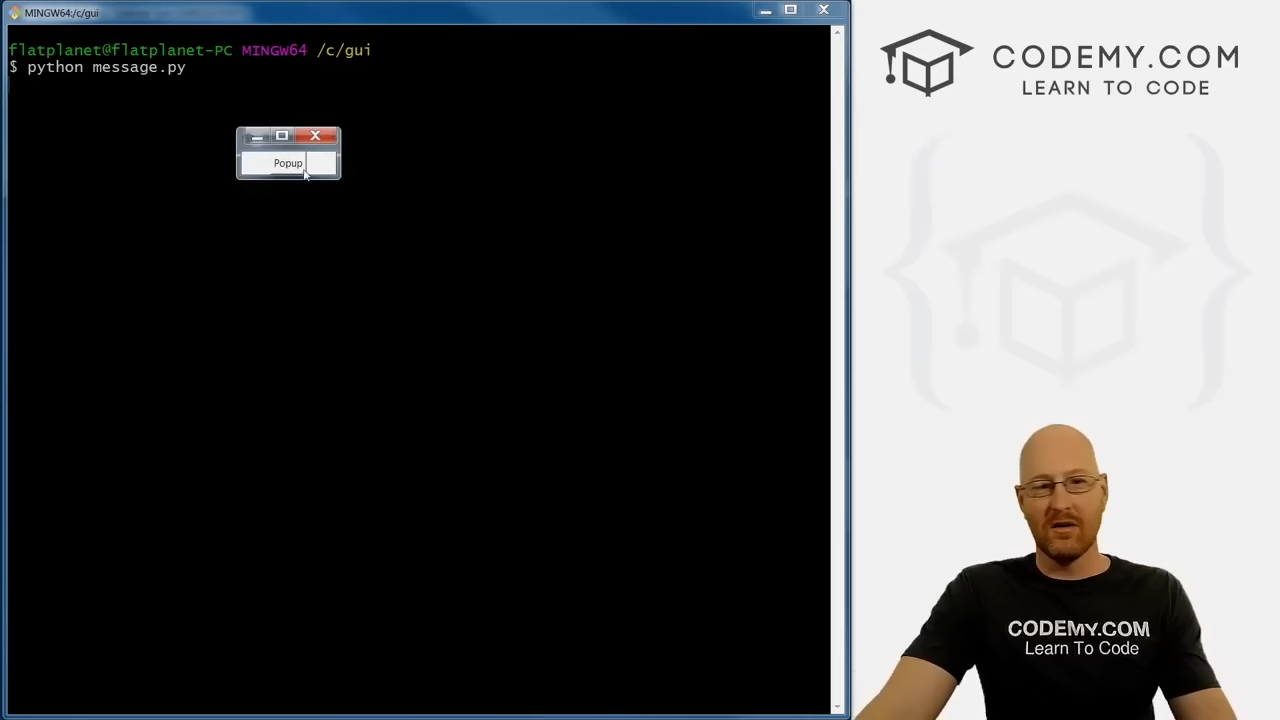 MINGW64:/c/gui
flatplanet@flatplanet-PC MINGW64 /c/gui
$ python message.py
Popup
CODEMY.COM
LEARN TO CODE
CODEMY.COM
Learn To Code